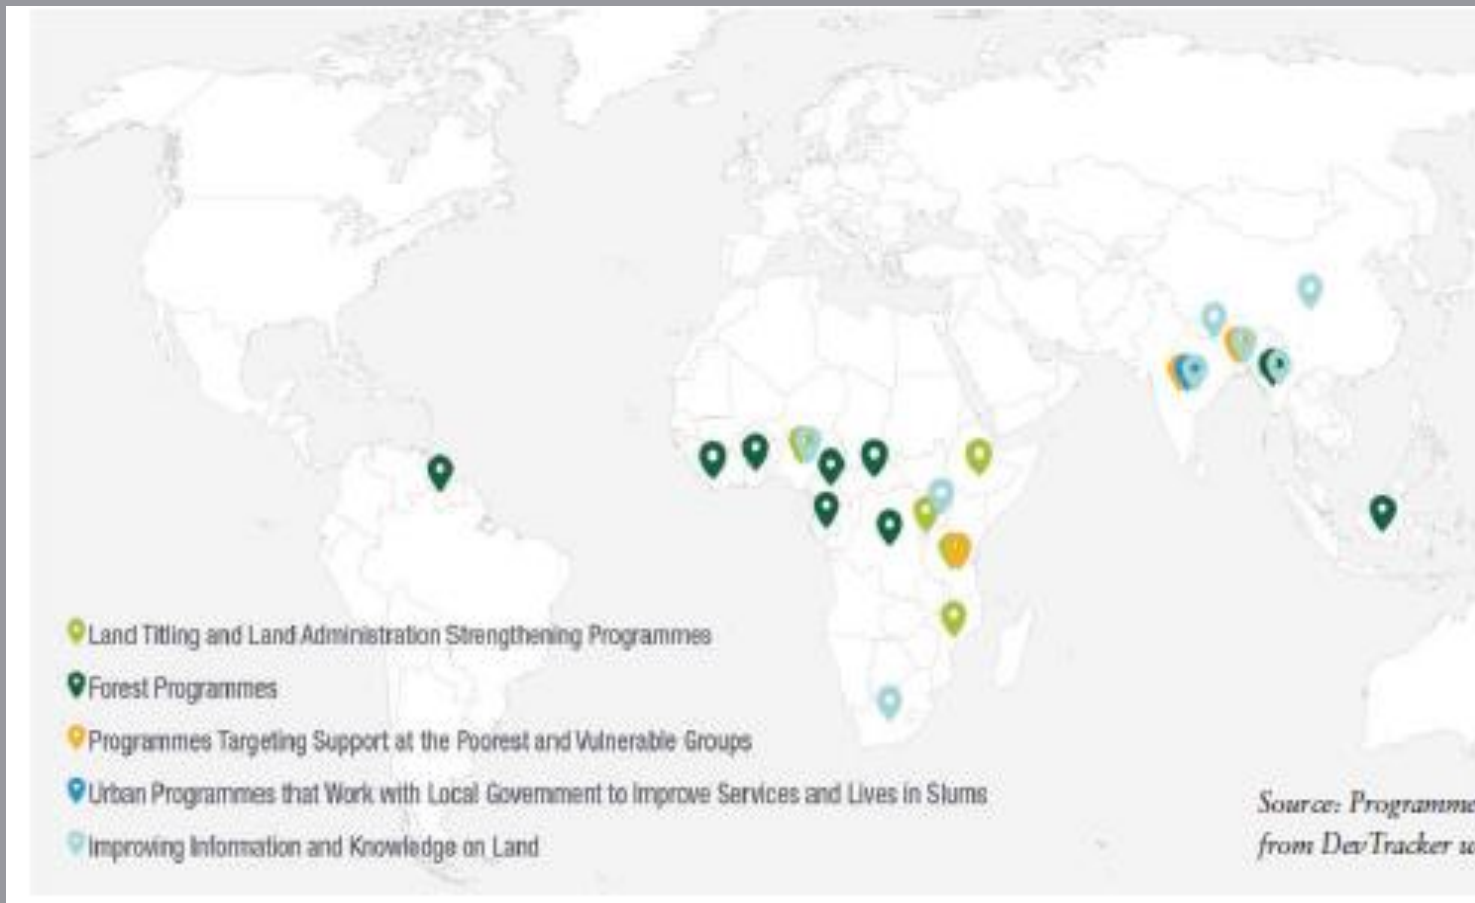 Land Titling and Land Administration Strengthening Programmes
Forest Programmes
Programmes Targeting Support at the Poorest and Vulnerable Groups
Urban Programmes that Work with Local Government to Improve Services and Lives in Slums
Improving Information and Knowledge on Land
Source: Programme
from DevTracker